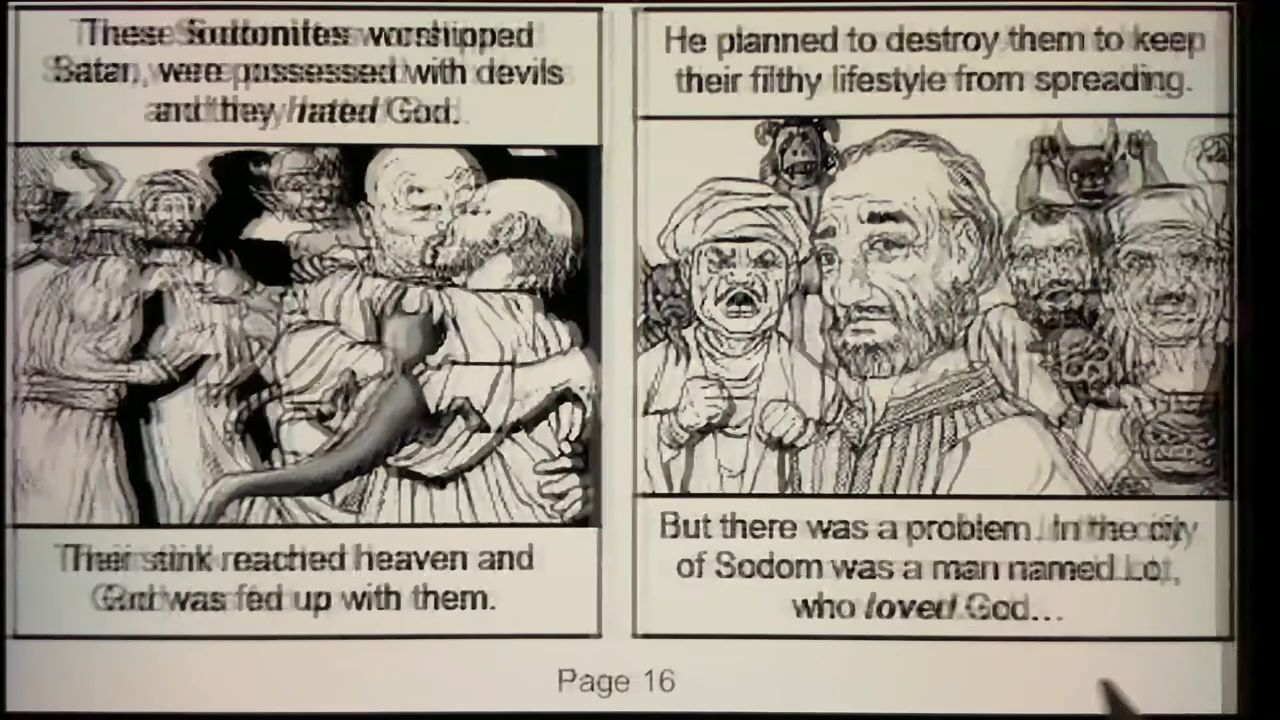 These Sodomites worshipped
Satan, were possessed with devils
and they hated God.
Their stink reached heaven and
God was fed up with them.
He planned to destroy them to keep
their filthy lifestyle from spreading.
But there was a problem. In the city
of Sodom was a man named Lot,
who loved God...
Page 16